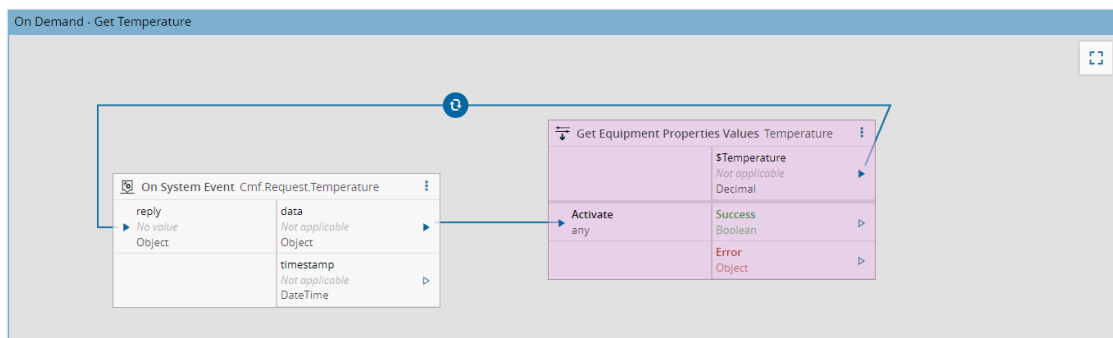 On Demand - Get Temperature
Get Equipment Properties Values Temperature
$Temperature
Not applicable
Decimal
On System Event Cmf.Request.Temperature
reply
No value
Object
data
Not applicable
Object
Activate
any
Success
Boolean
Error
Object
timestamp
Not applicable
DateTime